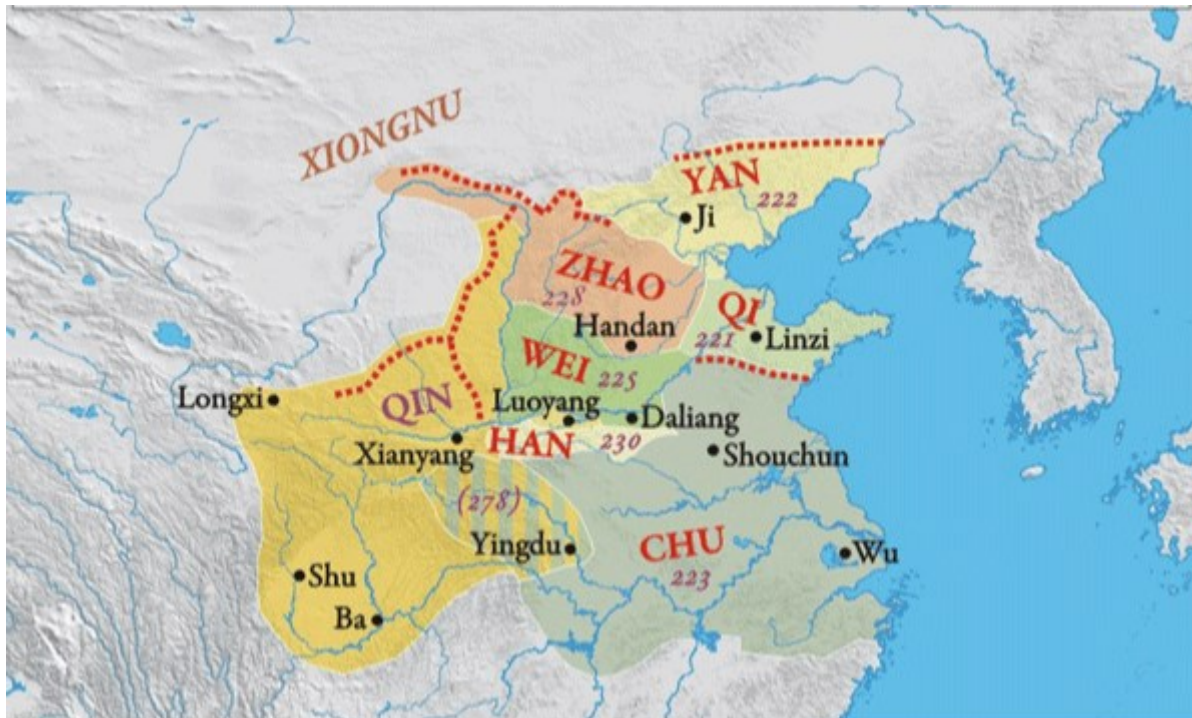 XIONGNU
YAN
222
Ji
ZHAO
228
Handan
QI
221
Linzi
WEI 225
Longxi
QIN
Luoyang
Daliang
Xianyang
HAN
230
Shouchun
(278)
Yingdu
CHU
223
Wu
Shu
Ba